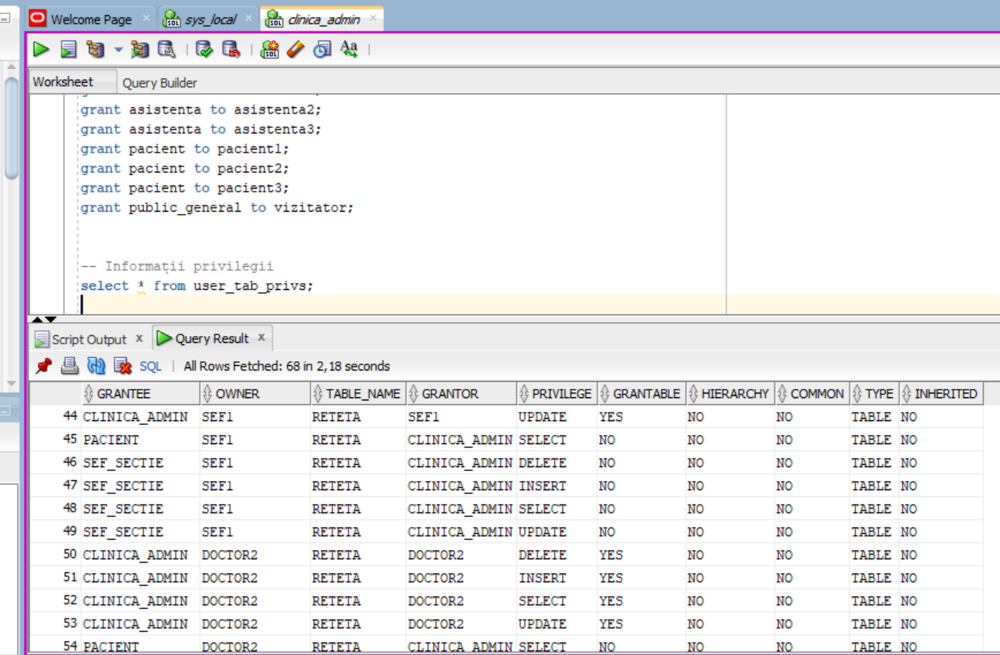 Welcome Page
sys_local
clinica_admin
Worksheet
Query Builder
grant asistenta to asistenta2;
grant asistenta to asistenta3;
grant pacient to pacient1;
grant pacient to pacient2;
grant pacient to pacient3;
grant public_general to vizitator;
-- Informații privilegii
select * from user_tab_privs;
Script Output x
Query Result x
SQL | All Rows Fetched: 68 in 2,18 seconds
GRANTEE OWNER TABLE_NAME GRANTOR PRIVILEGE GRANTABLE HIERARCHY COMMON TYPE INHERITED
44 CLINICA_ADMIN SEF1 RETETA SEF1 UPDATE YES NO NO TABLE NO
45 PACIENT SEF1 RETETA CLINICA_ADMIN SELECT NO NO NO TABLE NO
46 SEF_SECTIE SEF1 RETETA CLINICA_ADMIN DELETE NO NO NO TABLE NO
47 SEF_SECTIE SEF1 RETETA CLINICA_ADMIN INSERT NO NO NO TABLE NO
48 SEF_SECTIE SEF1 RETETA CLINICA_ADMIN SELECT NO NO NO TABLE NO
49 SEF_SECTIE SEF1 RETETA CLINICA_ADMIN UPDATE NO NO NO TABLE NO
50 CLINICA_ADMIN DOCTOR2 RETETA DOCTOR2 DELETE YES NO NO TABLE NO
51 CLINICA_ADMIN DOCTOR2 RETETA DOCTOR2 INSERT YES NO NO TABLE NO
52 CLINICA_ADMIN DOCTOR2 RETETA DOCTOR2 SELECT YES NO NO TABLE NO
53 CLINICA_ADMIN DOCTOR2 RETETA DOCTOR2 UPDATE YES NO NO TABLE NO
54 PACIENT DOCTOR2 RETETA CLINICA_ADMIN SELECT NO NO NO TABLE NO